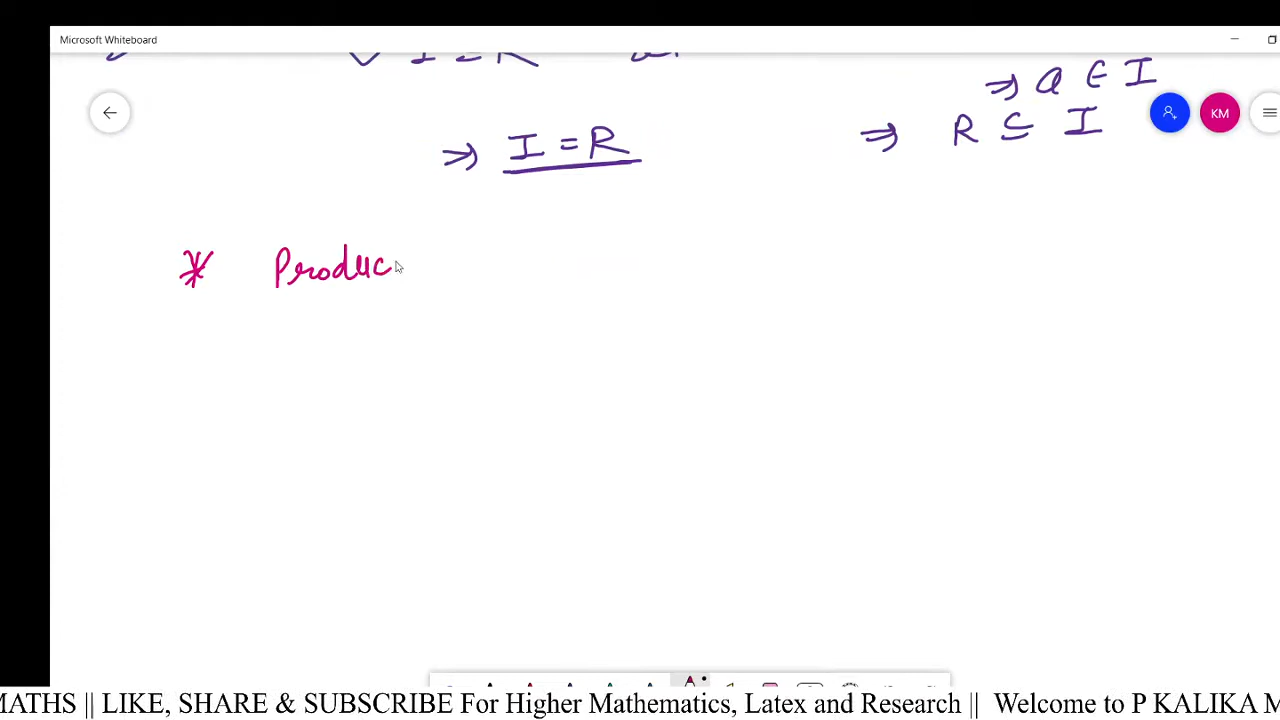 Microsoft Whiteboard
I = R
⇒ a ∈ I
KM
⇒ I = R
⇒ R ⊆ I
* Produc
MATHS || LIKE, SHARE & SUBSCRIBE For Higher Mathematics, Latex and Research || Welcome to P KALIKA M